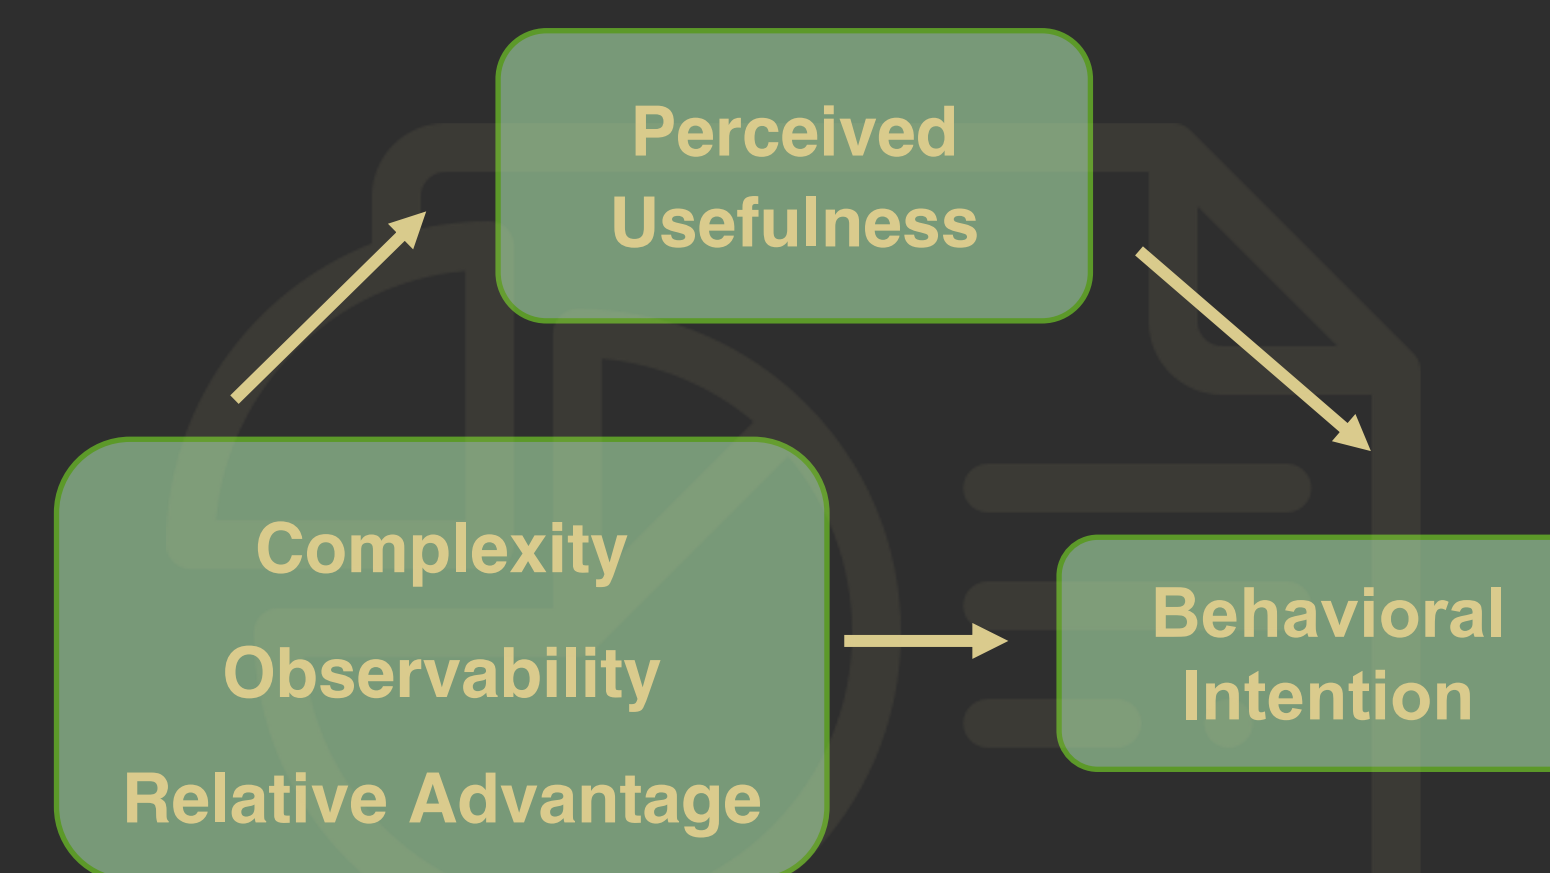 Perceived
Usefulness
Complexity
Observability
Relative Advantage
Behavioral
Intention